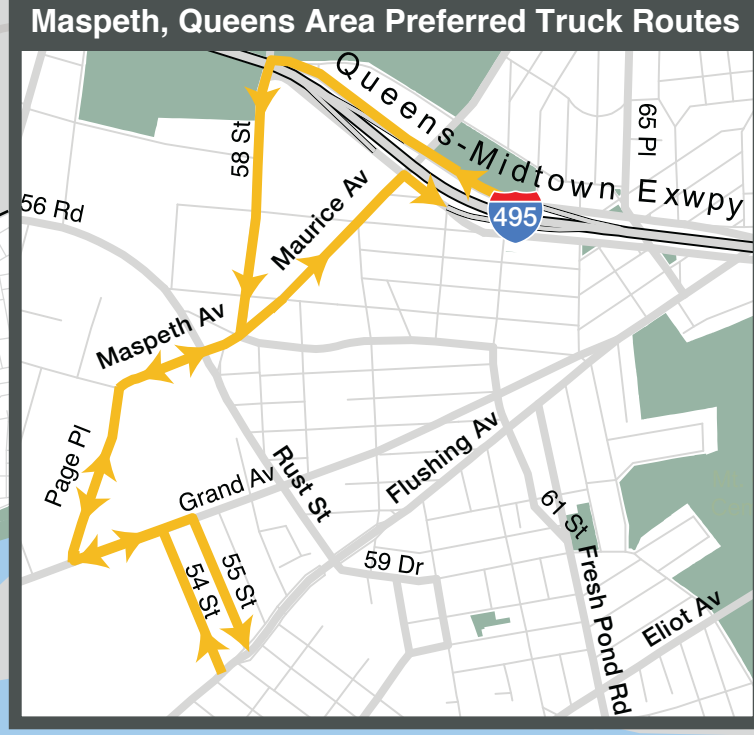 Maspeth, Queens Area Preferred Truck Routes
Queens-Midtown Exwpy
65 Pl
58 St
495
56 Rd
Maurice Av
Maspeth Av
Page Pl
Grand Av
Rust St
Flushing Av
61 St
59 Dr
55 St
54 St
Fresh Pond Rd
Eliot Av